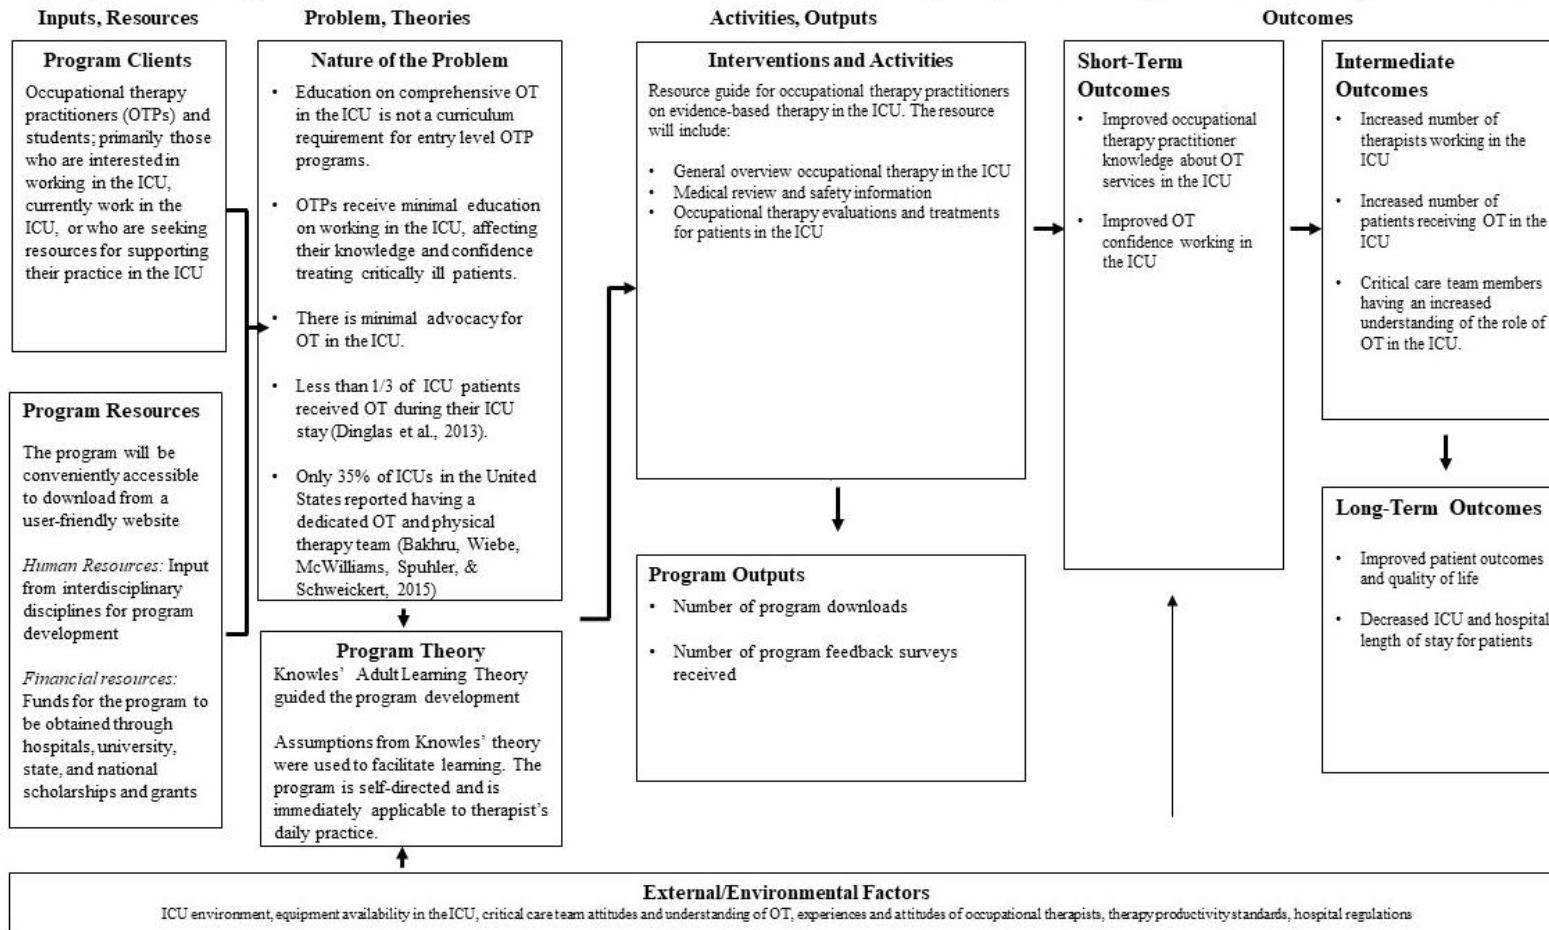 Inputs, Resources
Problem, Theories
Activities, Outputs
Outcomes
Program Clients
Occupational therapy
practitioners (OTPs) and
students; primarily those
who are interested in
working in the ICU,
currently work in the
ICU, or who are seeking
resources for supporting
their practice in the ICU
Program Resources
The program will be
conveniently accessible
to download from a
user-friendly website
Human Resources: Input
from interdisciplinary
disciplines for program
development
Financial resources:
Funds for the program to
be obtained through
hospitals, university,
state, and national
scholarships and grants
Nature of the Problem
• Education on comprehensive OT
in the ICU is not a curriculum
requirement for entry level OTP
programs.
• OTPs receive minimal education
on working in the ICU, affecting
their knowledge and confidence
treating critically ill patients.
• There is minimal advocacy for
OT in the ICU.
• Less than 1/3 of ICU patients
received OT during their ICU
stay (Dinglas et al., 2013).
• Only 35% of ICUs in the United
States reported having a
dedicated OT and physical
therapy team (Bakhru, Wiebe,
McWilliams, Spuhler, &
Schweickert, 2015)
Program Theory
Knowles' Adult Learning Theory
guided the program development
Assumptions from Knowles' theory
were used to facilitate learning. The
program is self-directed and is
immediately applicable to therapist's
daily practice.
Interventions and Activities
Resource guide for occupational therapy practitioners
on evidence-based therapy in the ICU. The resource
will include:
• General overview occupational therapy in the ICU
• Medical review and safety information
• Occupational therapy evaluations and treatments
for patients in the ICU
Program Outputs
• Number of program downloads
• Number of program feedback surveys
received
Short-Term
Outcomes
• Improved occupational
therapy practitioner
knowledge about OT
services in the ICU
• Improved OT
confidence working in
the ICU
Intermediate
Outcomes
• Increased number of
therapists working in the
ICU
• Increased number of
patients receiving OT in the
ICU
• Critical care team members
having an increased
understanding of the role of
OT in the ICU.
Long-Term Outcomes
• Improved patient outcomes
and quality of life
• Decreased ICU and hospital
length of stay for patients
External/Environmental Factors
ICU environment, equipment availability in the ICU, critical care team attitudes and understanding of OT, experiences and attitudes of occupational therapists, therapy productivity standards, hospital regulations